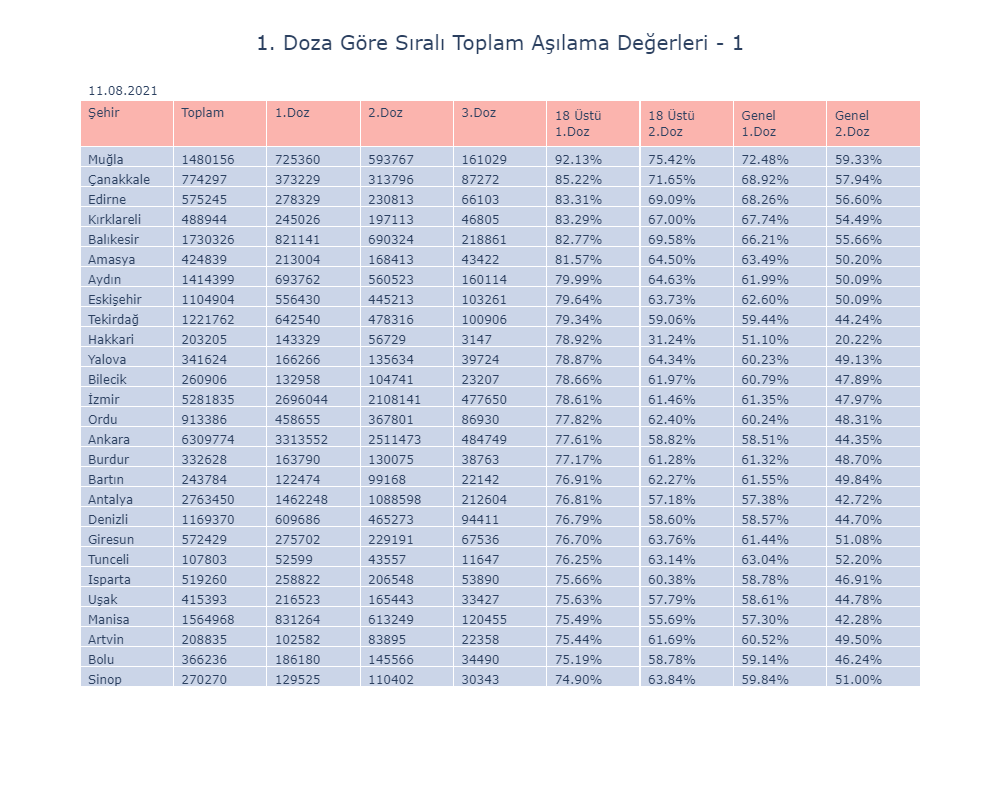 1. Doza Göre Sıralı Toplam Aşılama Değerleri - 1
11.08.2021
Şehir Toplam 1.Doz 2.Doz 3.Doz 18 Üstü 1.Doz 18 Üstü 2.Doz Genel 1.Doz Genel 2.Doz
Muğla 1480156 725360 593767 161029 92.13% 75.42% 72.48% 59.33%
Çanakkale 774297 373229 313796 87272 85.22% 71.65% 68.92% 57.94%
Edirne 575245 278329 230813 66103 83.31% 69.09% 68.26% 56.60%
Kırklareli 488944 245026 197113 46805 83.29% 67.00% 67.74% 54.49%
Balıkesir 1730326 821141 690324 218861 82.77% 69.58% 66.21% 55.66%
Amasya 424839 213004 168413 43422 81.57% 64.50% 63.49% 50.20%
Aydın 1414399 693762 560523 160114 79.99% 64.63% 61.99% 50.09%
Eskişehir 1104904 556430 445213 103261 79.64% 63.73% 62.60% 50.09%
Tekirdağ 1221762 642540 478316 100906 79.34% 59.06% 59.44% 44.24%
Hakkari 203205 143329 56729 3147 78.92% 31.24% 51.10% 20.22%
Yalova 341624 166266 135634 39724 78.87% 64.34% 60.23% 49.13%
Bilecik 260906 132958 104741 23207 78.66% 61.97% 60.79% 47.89%
İzmir 5281835 2696044 2108141 477650 78.61% 61.46% 61.35% 47.97%
Ordu 913386 458655 367801 86930 77.82% 62.40% 60.24% 48.31%
Ankara 6309774 3313552 2511473 484749 77.61% 58.82% 58.51% 44.35%
Burdur 332628 163790 130075 38763 77.17% 61.28% 61.32% 48.70%
Bartın 243784 122474 99168 22142 76.91% 62.27% 61.55% 49.84%
Antalya 2763450 1462248 1088598 212604 76.81% 57.18% 57.38% 42.72%
Denizli 1169370 609686 465273 94411 76.79% 58.60% 58.57% 44.70%
Giresun 572429 275702 229191 67536 76.70% 63.76% 61.44% 51.08%
Tunceli 107803 52599 43557 11647 76.25% 63.14% 63.04% 52.20%
Isparta 519260 258822 206548 53890 75.66% 60.38% 58.78% 46.91%
Uşak 415393 216523 165443 33427 75.63% 57.79% 58.61% 44.78%
Manisa 1564968 831264 613249 120455 75.49% 55.69% 57.30% 42.28%
Artvin 208835 102582 83895 22358 75.44% 61.69% 60.52% 49.50%
Bolu 366236 186180 145566 34490 75.19% 58.78% 59.14% 46.24%
Sinop 270270 129525 110402 30343 74.90% 63.84% 59.84% 51.00%